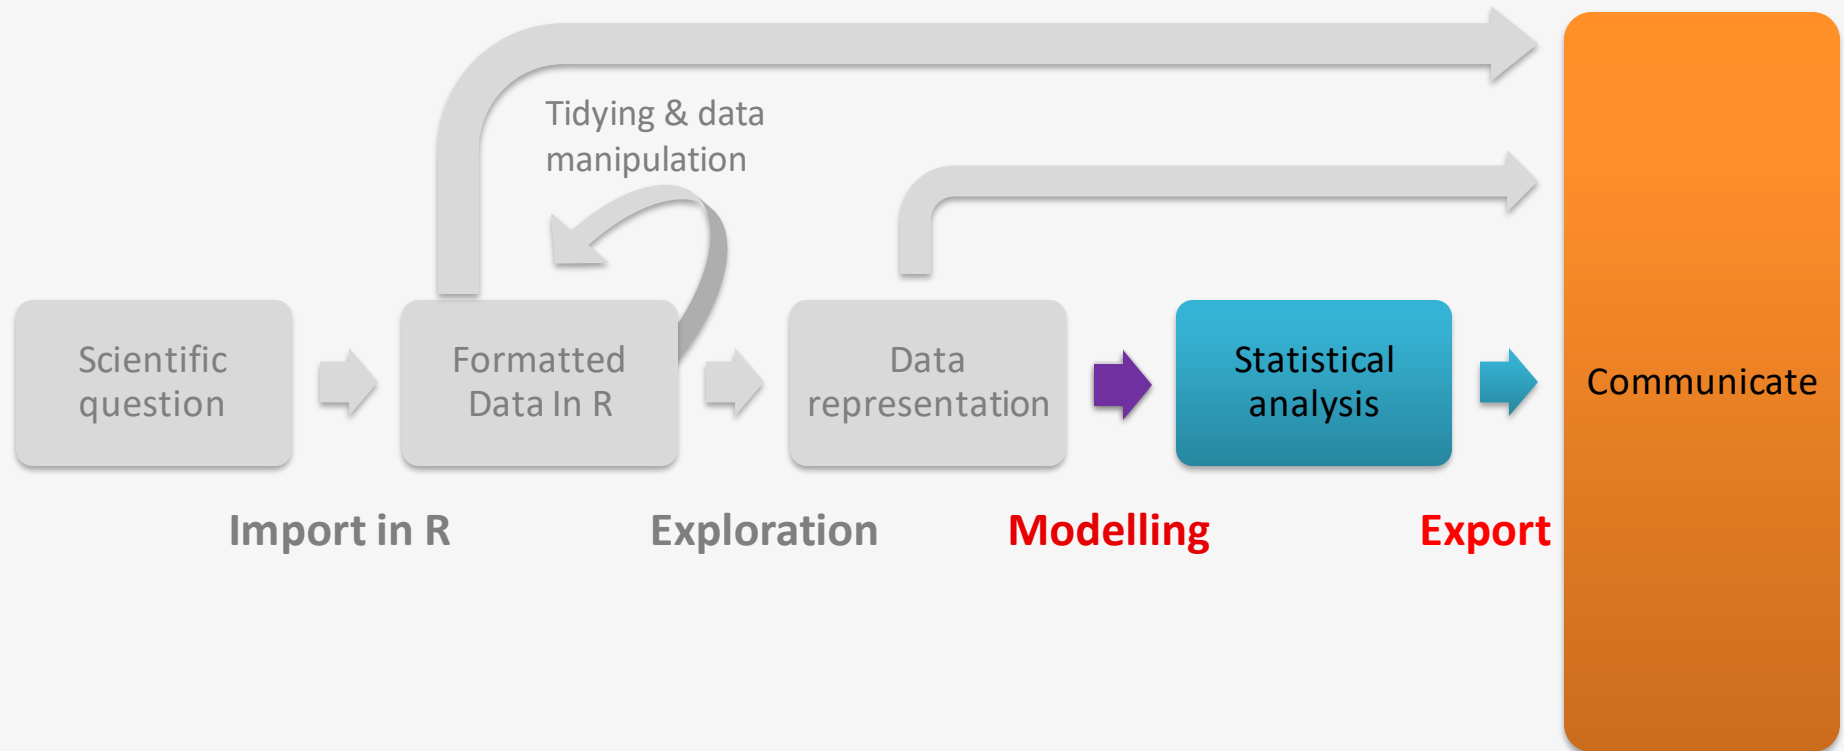 Tidying & data
manipulation
Scientific
question
Formatted
Data In R
Data
representation
Statistical
analysis
Communicate
Import in R
Exploration
Modelling
Export